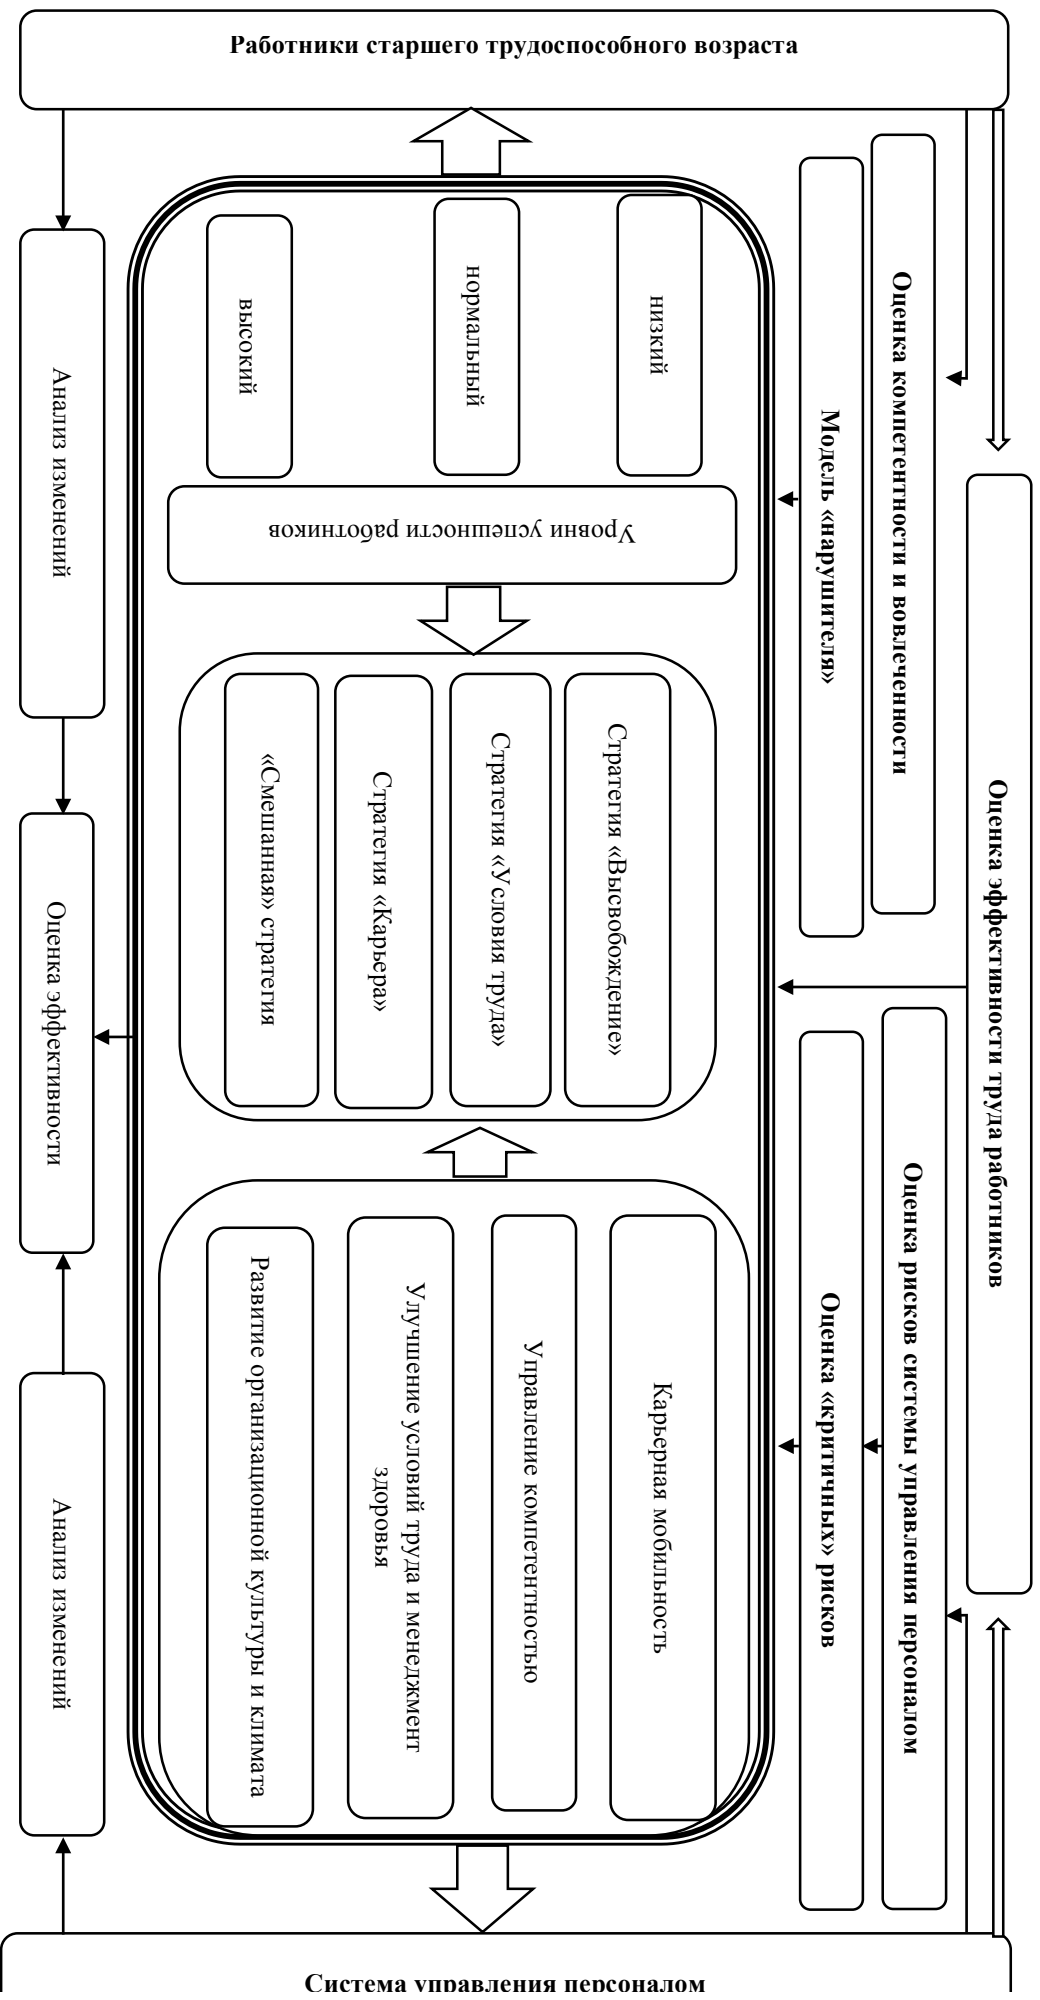 Работники старшего трудоспособного возраста
Оценка эффективности труда работников
Оценка компетентности и вовлеченности
Модель «нарушителя»
Оценка рисков системы управления персоналом
Оценка «критичных» рисков
низкий
нормальный
высокий
Уровни успешности работников
Стратегия «Высвобождение»
Стратегия «Условия труда»
Стратегия «Карьера»
«Смешанная» стратегия
Карьерная мобильность
Управление компетентностью
Улучшение условий труда и менеджмент
здоровья
Развитие организационной культуры и климата
Анализ изменений
Оценка эффективности
Анализ изменений
Система управления персоналом